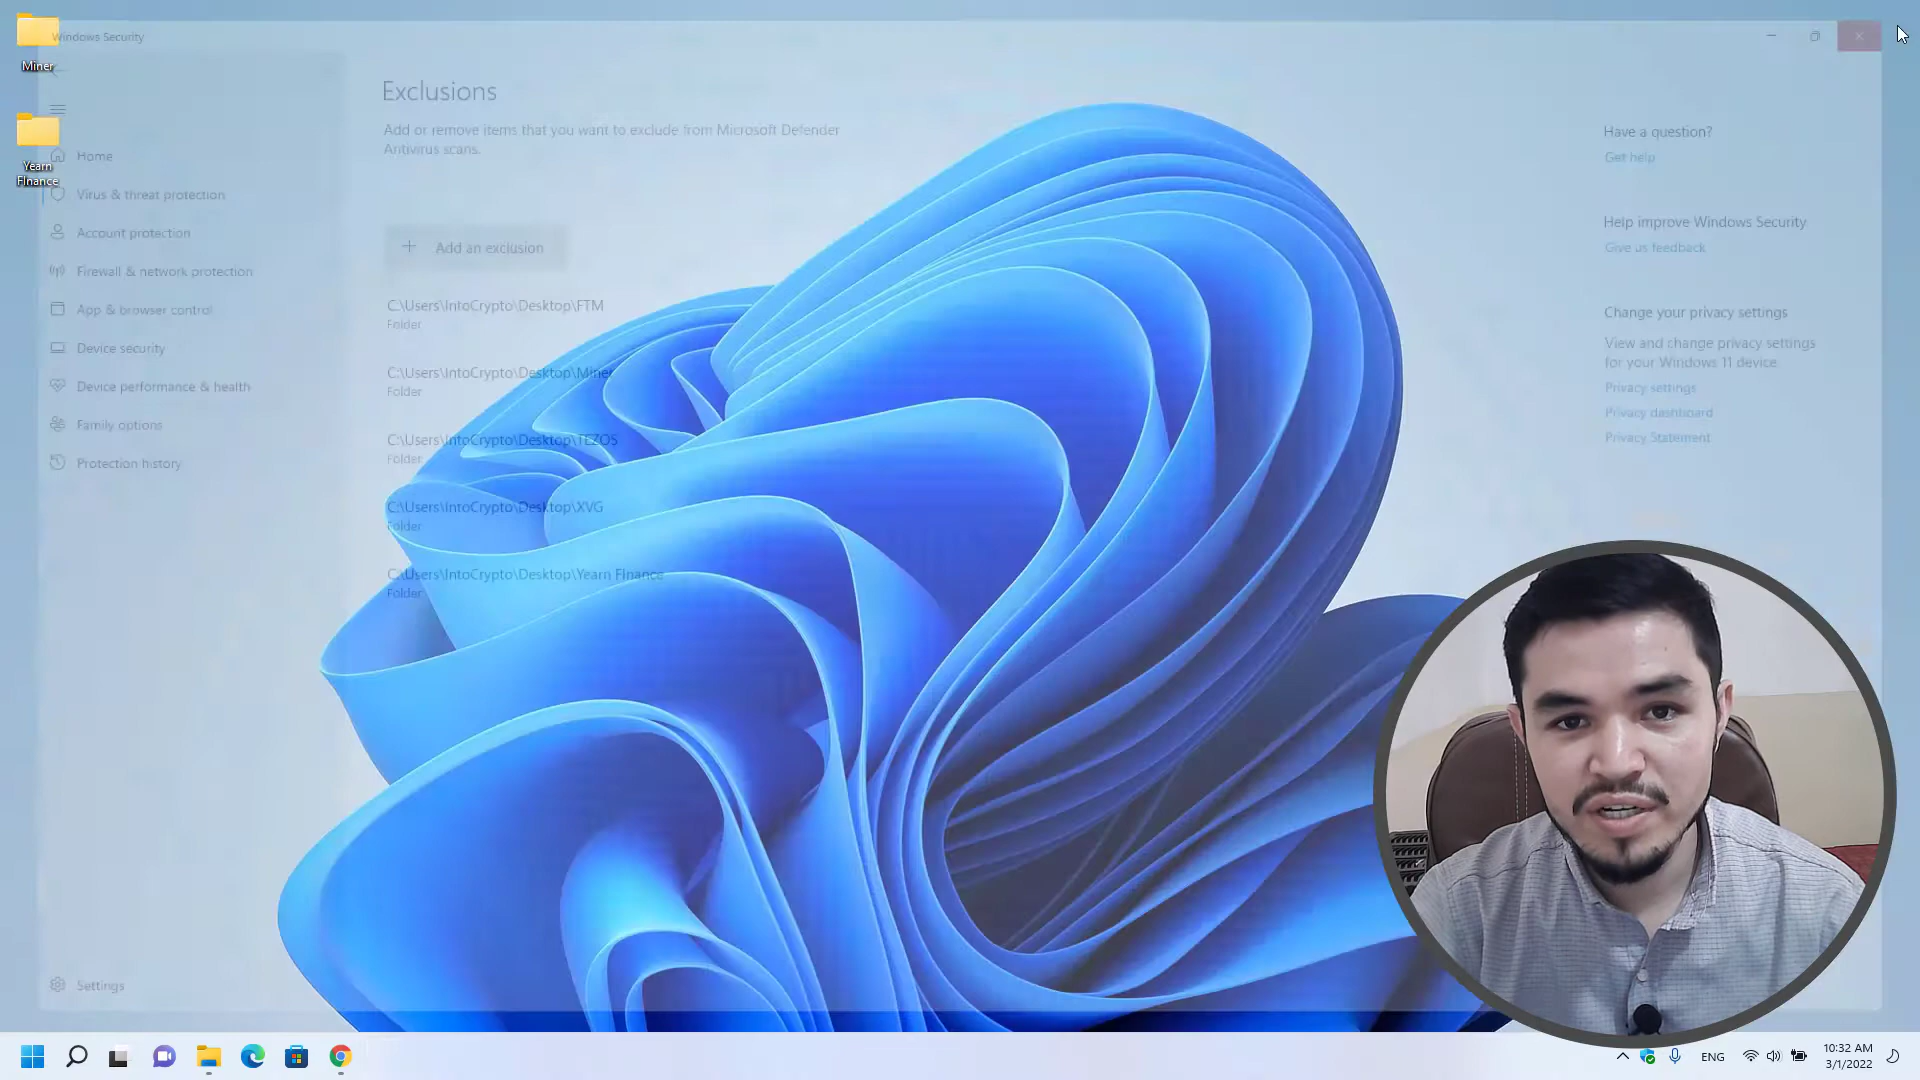 Miner
Yearn
FInance
Windows Security
Home
Virus & threat protection
Account protection
Firewall & network protection
App & browser control
Device security
Device performance & health
Family options
Protection history
Settings
Exclusions
Add or remove items that you want to exclude from Microsoft Defender
Antivirus scans.
Add an exclusion
C:\Users\IntoCrypto\Desktop\FTM
Folder
C:\Users\IntoCrypto\Desktop\Miner
Folder
C:\Users\IntoCrypto\Desktop\TEZOS
Folder
C:\Users\IntoCrypto\Desktop\XVG
Folder
C:\Users\IntoCrypto\Desktop\Yearn FInance
Folder
Have a question?
Get help
Help improve Windows Security
Give us feedback
Change your privacy settings
View and change privacy settings
for your Windows 11 device.
Privacy settings
Privacy dashboard
Privacy Statement
ENG
10:32 AM
3/1/2022